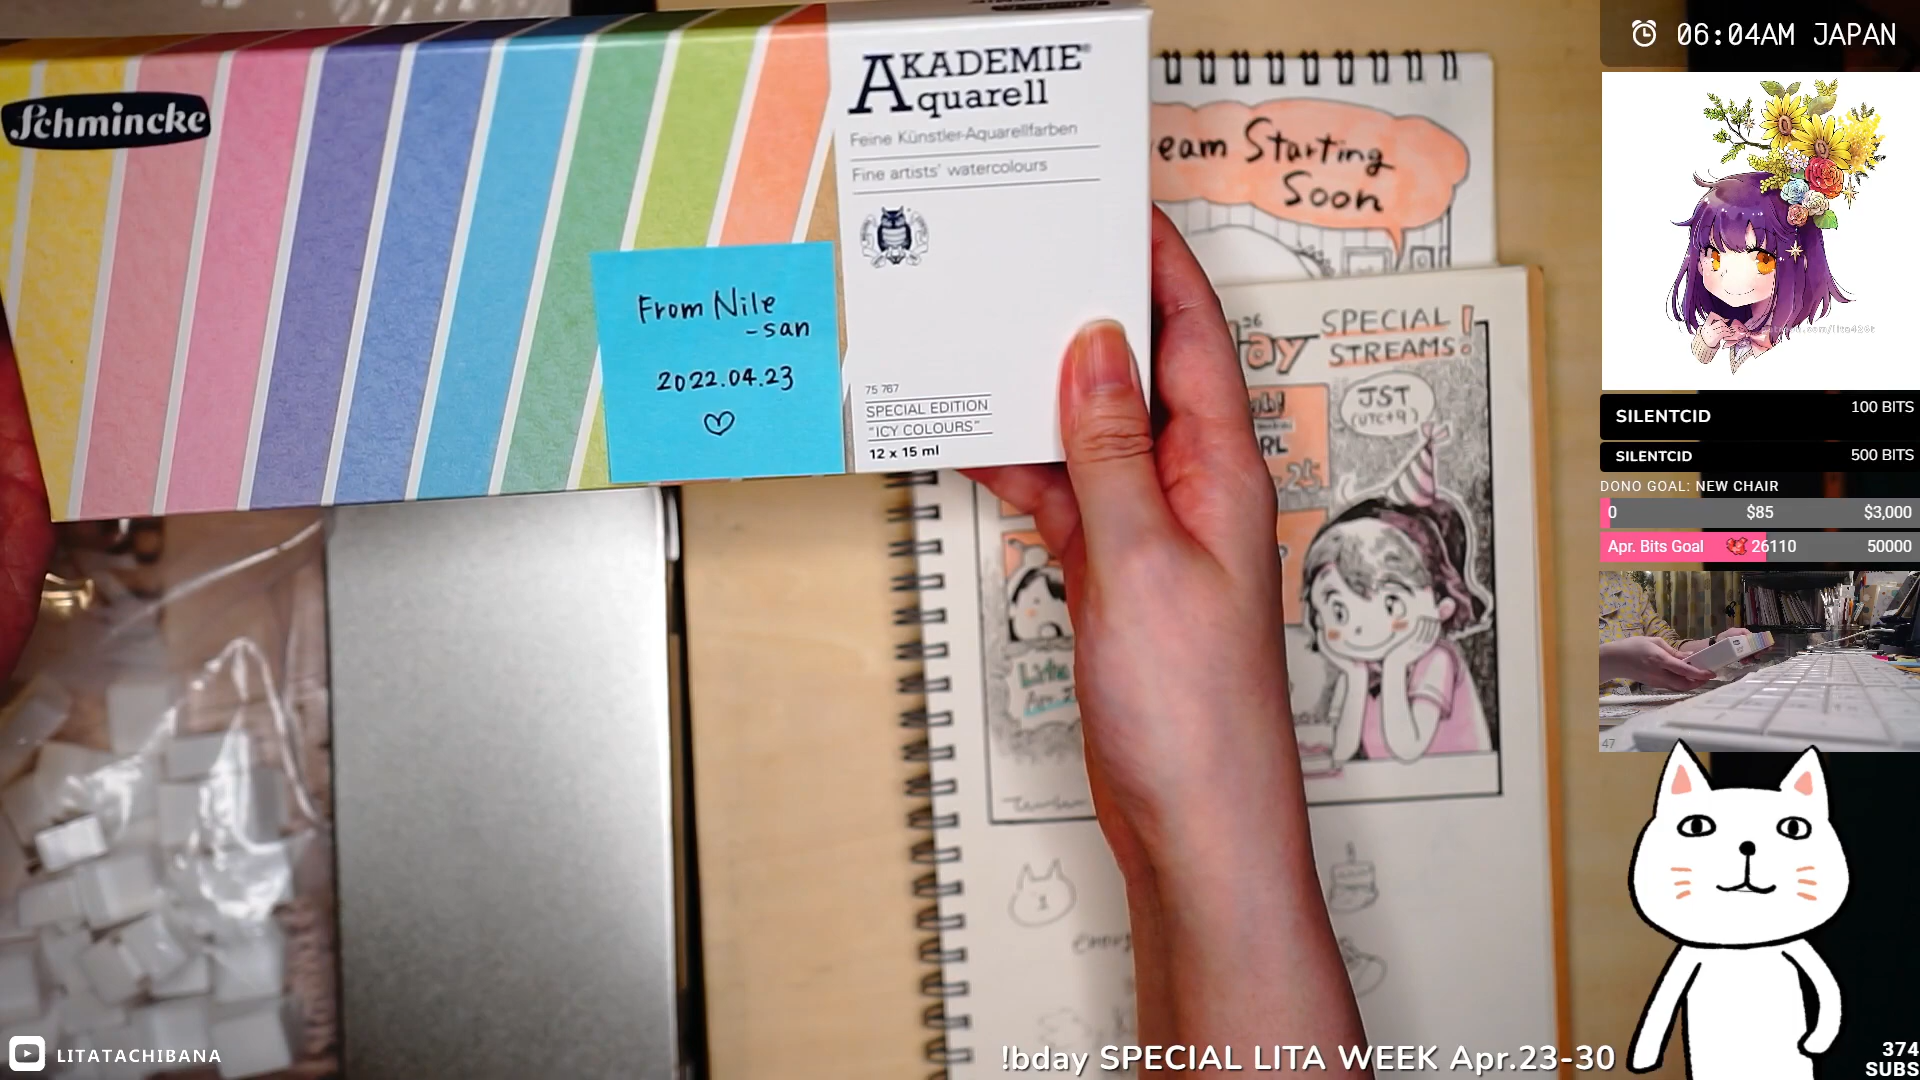 Schmincke
AKADEMIE®
Aquarell
Feine Künstler-Aquarellfarben
Fine artists' watercolours
From Nile
-san
2022.04.23
75 767
SPECIAL EDITION
"ICY COLOURS"
12 x 15 ml
eam Starting
Soon
ay SPECIAL
STREAMS!
JST
(UTC+9)
06:04AM JAPAN
SILENTCID 100 BITS
SILENTCID 500 BITS
DONO GOAL: NEW CHAIR
0 $85 $3,000
Apr. Bits Goal 26110 50000
47
LITATACHIBANA
!bday SPECIAL LITA WEEK Apr.23-30
374
SUBS